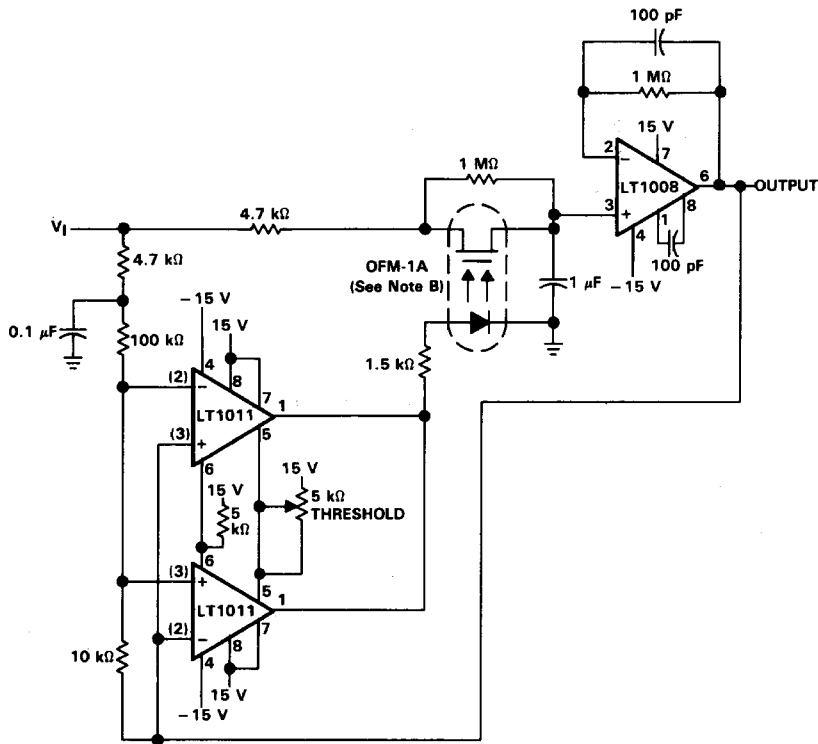 100 pF
1 MΩ
15 V
2
7
−
LT1008
6
OUTPUT
3
+
1
8
4
100 pF
−15 V
1 MΩ
VI
4.7 kΩ
4.7 kΩ
OFM-1A
(See Note B)
1 μF
0.1 μF
100 kΩ
−15 V
15 V
1.5 kΩ
4
8
(2)
−
7
1
LT1011
(3)
+
5
6
15 V
5
kΩ
15 V
5 kΩ
THRESHOLD
6
(3)
+
5
1
LT1011
(2)
−
7
8
4
10 kΩ
15 V
−15 V